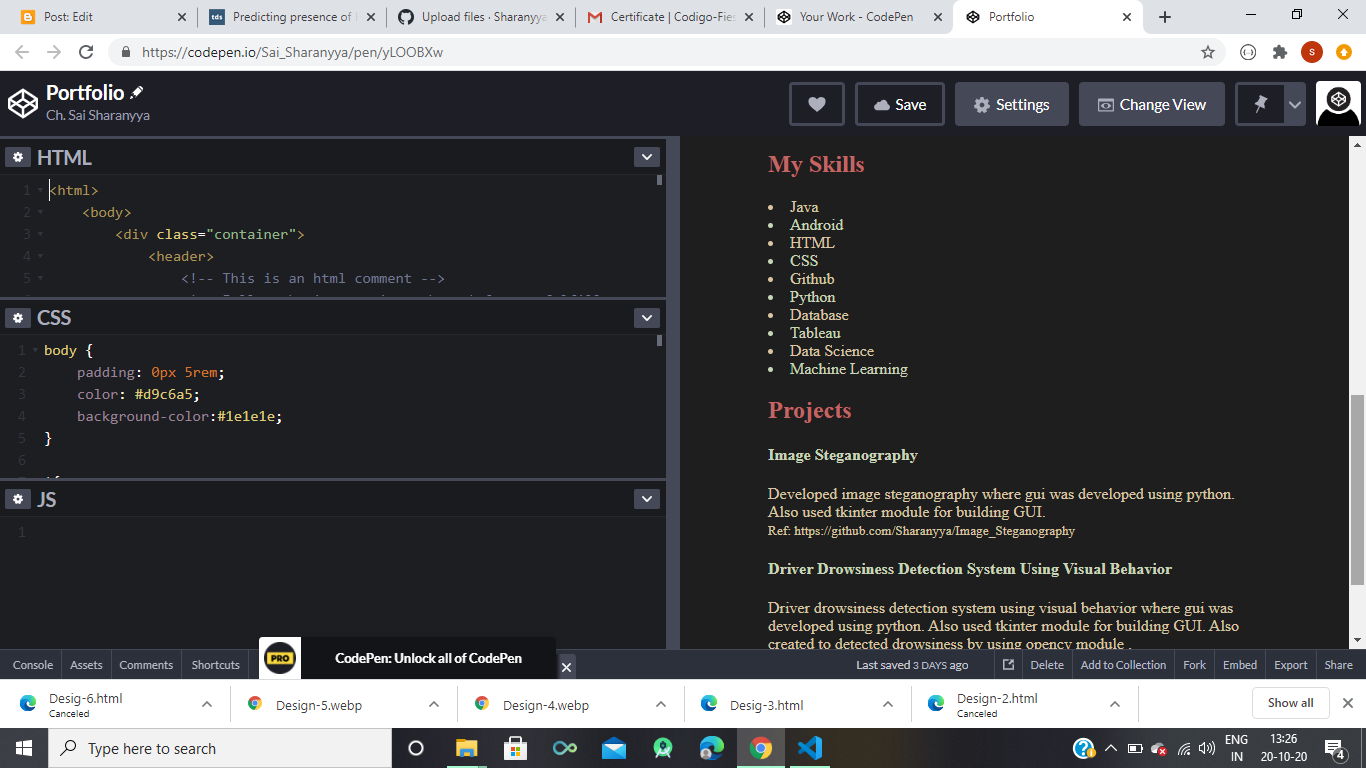 Post: Edit
Predicting presence of
Upload files · Sharanyya
Certificate | Codigo-Fies
Your Work - CodePen
Portfolio
https://codepen.io/Sai_Sharanyya/pen/yLOOBXw
S
Portfolio
Ch. Sai Sharanyya
Save
Settings
Change View
HTML
1 <html>
2 <body>
3 <div class="container">
4 <header>
5 <!-- This is an html comment -->
CSS
1 body {
2 padding: 0px 5rem;
3 color: #d9c6a5;
4 background-color:#1e1e1e;
5 }
6
JS
1
My Skills
• Java
• Android
• HTML
• CSS
• Github
• Python
• Database
• Tableau
• Data Science
• Machine Learning
Projects
Image Steganography
Developed image steganography where gui was developed using python.
Also used tkinter module for building GUI.
Ref: https://github.com/Sharanyya/Image_Steganography
Driver Drowsiness Detection System Using Visual Behavior
Driver drowsiness detection system using visual behavior where gui was
developed using python. Also used tkinter module for building GUI. Also
created to detected drowsiness by using opencv module .
Console
Assets
Comments
Shortcuts
PRO
CodePen: Unlock all of CodePen
Last saved 3 DAYS ago
Delete
Add to Collection
Fork
Embed
Export
Share
Desig-6.html
Canceled
Design-5.webp
Design-4.webp
Desig-3.html
Design-2.html
Canceled
Show all
Type here to search
ENG
IN
13:26
20-10-20
4